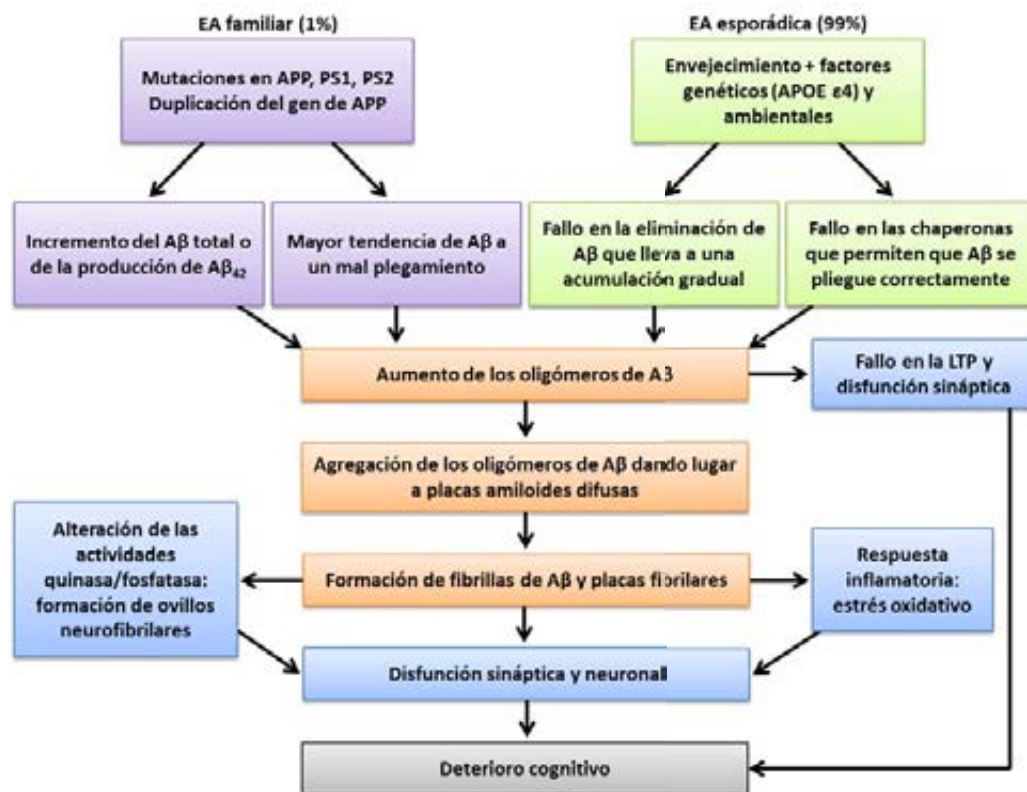 EA familiar (1%)
EA esporádica (99%)
Mutaciones en APP, PS1, PS2
Duplicación del gen de APP
Envejecimiento + factores
genéticos (APOE ε4) y
ambientales
Incremento del Aβ total o
de la producción de Aβ42
Mayor tendencia de Aβ a
un mal plegamiento
Fallo en la eliminación de
Aβ que lleva a una
acumulación gradual
Fallo en las chaperonas
que permiten que Aβ se
pliegue correctamente
Aumento de los oligómeros de Aβ
Fallo en la LTP y
disfunción sináptica
Agregación de los oligómeros de Aβ dando lugar
a placas amiloides difusas
Alteración de las
actividades
quinasa/fosfatasa:
formación de ovillos
neurofibrilares
Formación de fibrillas de Aβ y placas fibrilares
Respuesta
inflamatoria:
estrés oxidativo
Disfunción sináptica y neuronal
Deterioro cognitivo